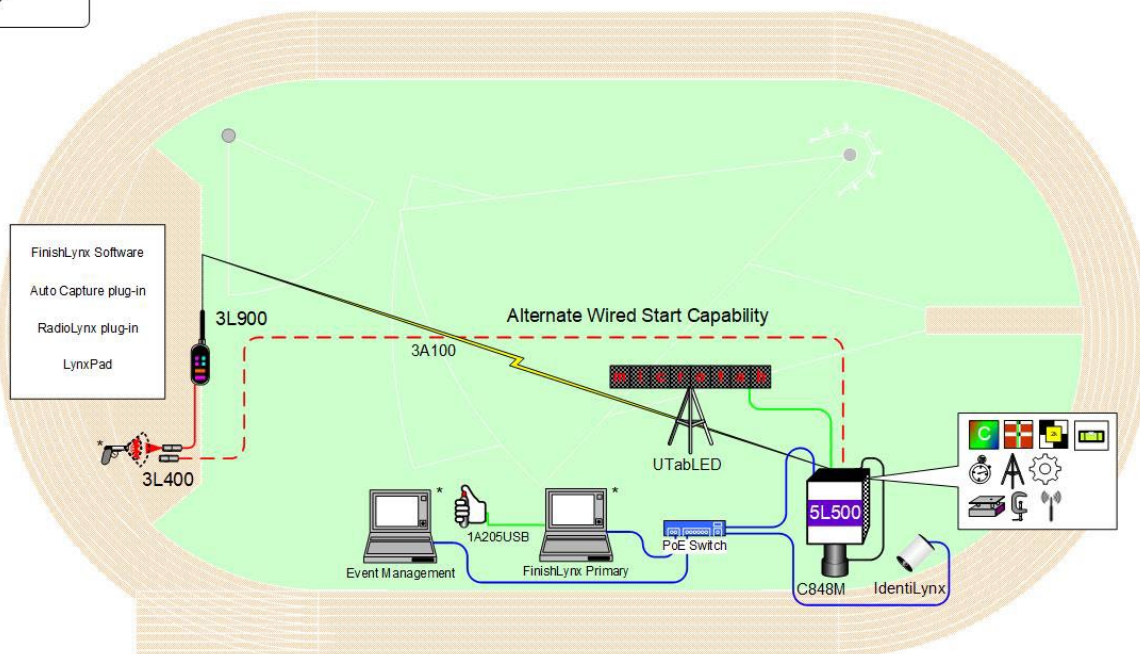 FinishLynx Software
Auto Capture plug-in
RadioLynx plug-in
LynxPad
3L900
Alternate Wired Start Capability
3A100
microtab
*
3L400
UTabLED
C
5L500
*
*
1A205USB
PoE Switch
Event Management
FinishLynx Primary
C848M
IdentiLynx